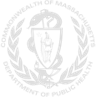 COMMONWEALTH OF MASSACHUSETTS
DEPARTMENT OF PUBLIC HEALTH